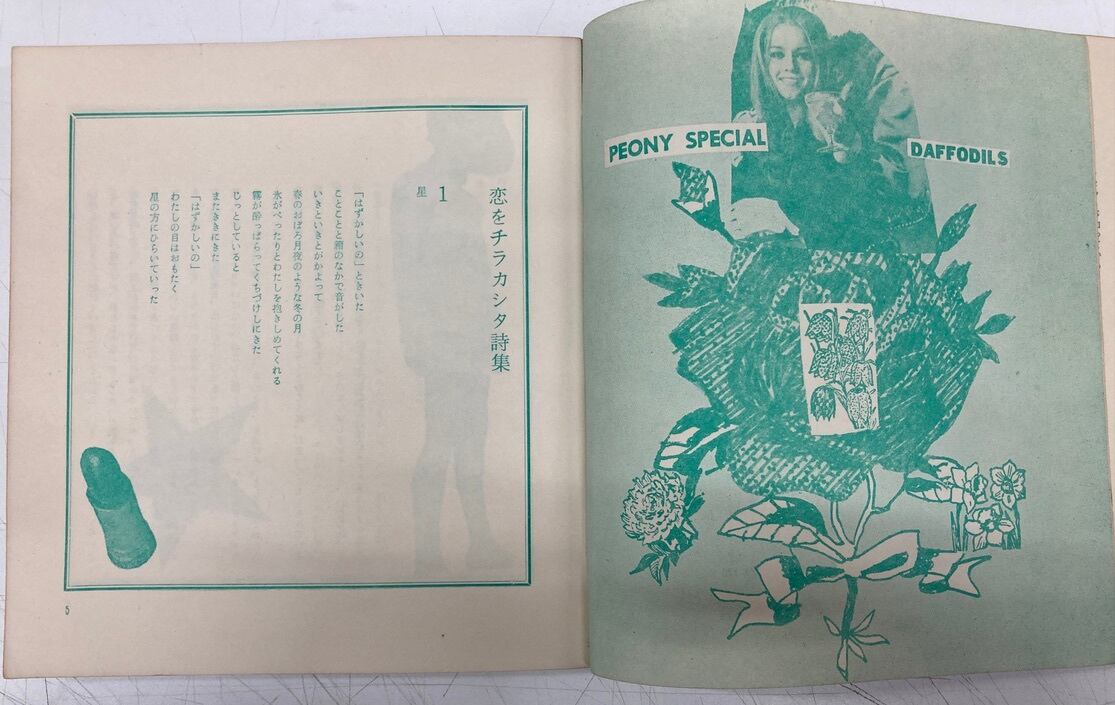 恋をチラカシタ詩集
1
星
「はずかしいの」ときいた
ことことと箱のなかで音がした
いきといきとがかよって
春のおぼろ月夜のような冬の月
氷がべったりとわたしを抱きしめてくれる
霧が酔っぱらってくちづけしにきた
じっとしていると
またききにきた
「はずかしいの」
わたしの目はおもたく
星の方にひらいていった
5
PEONY SPECIAL
DAFFODILS